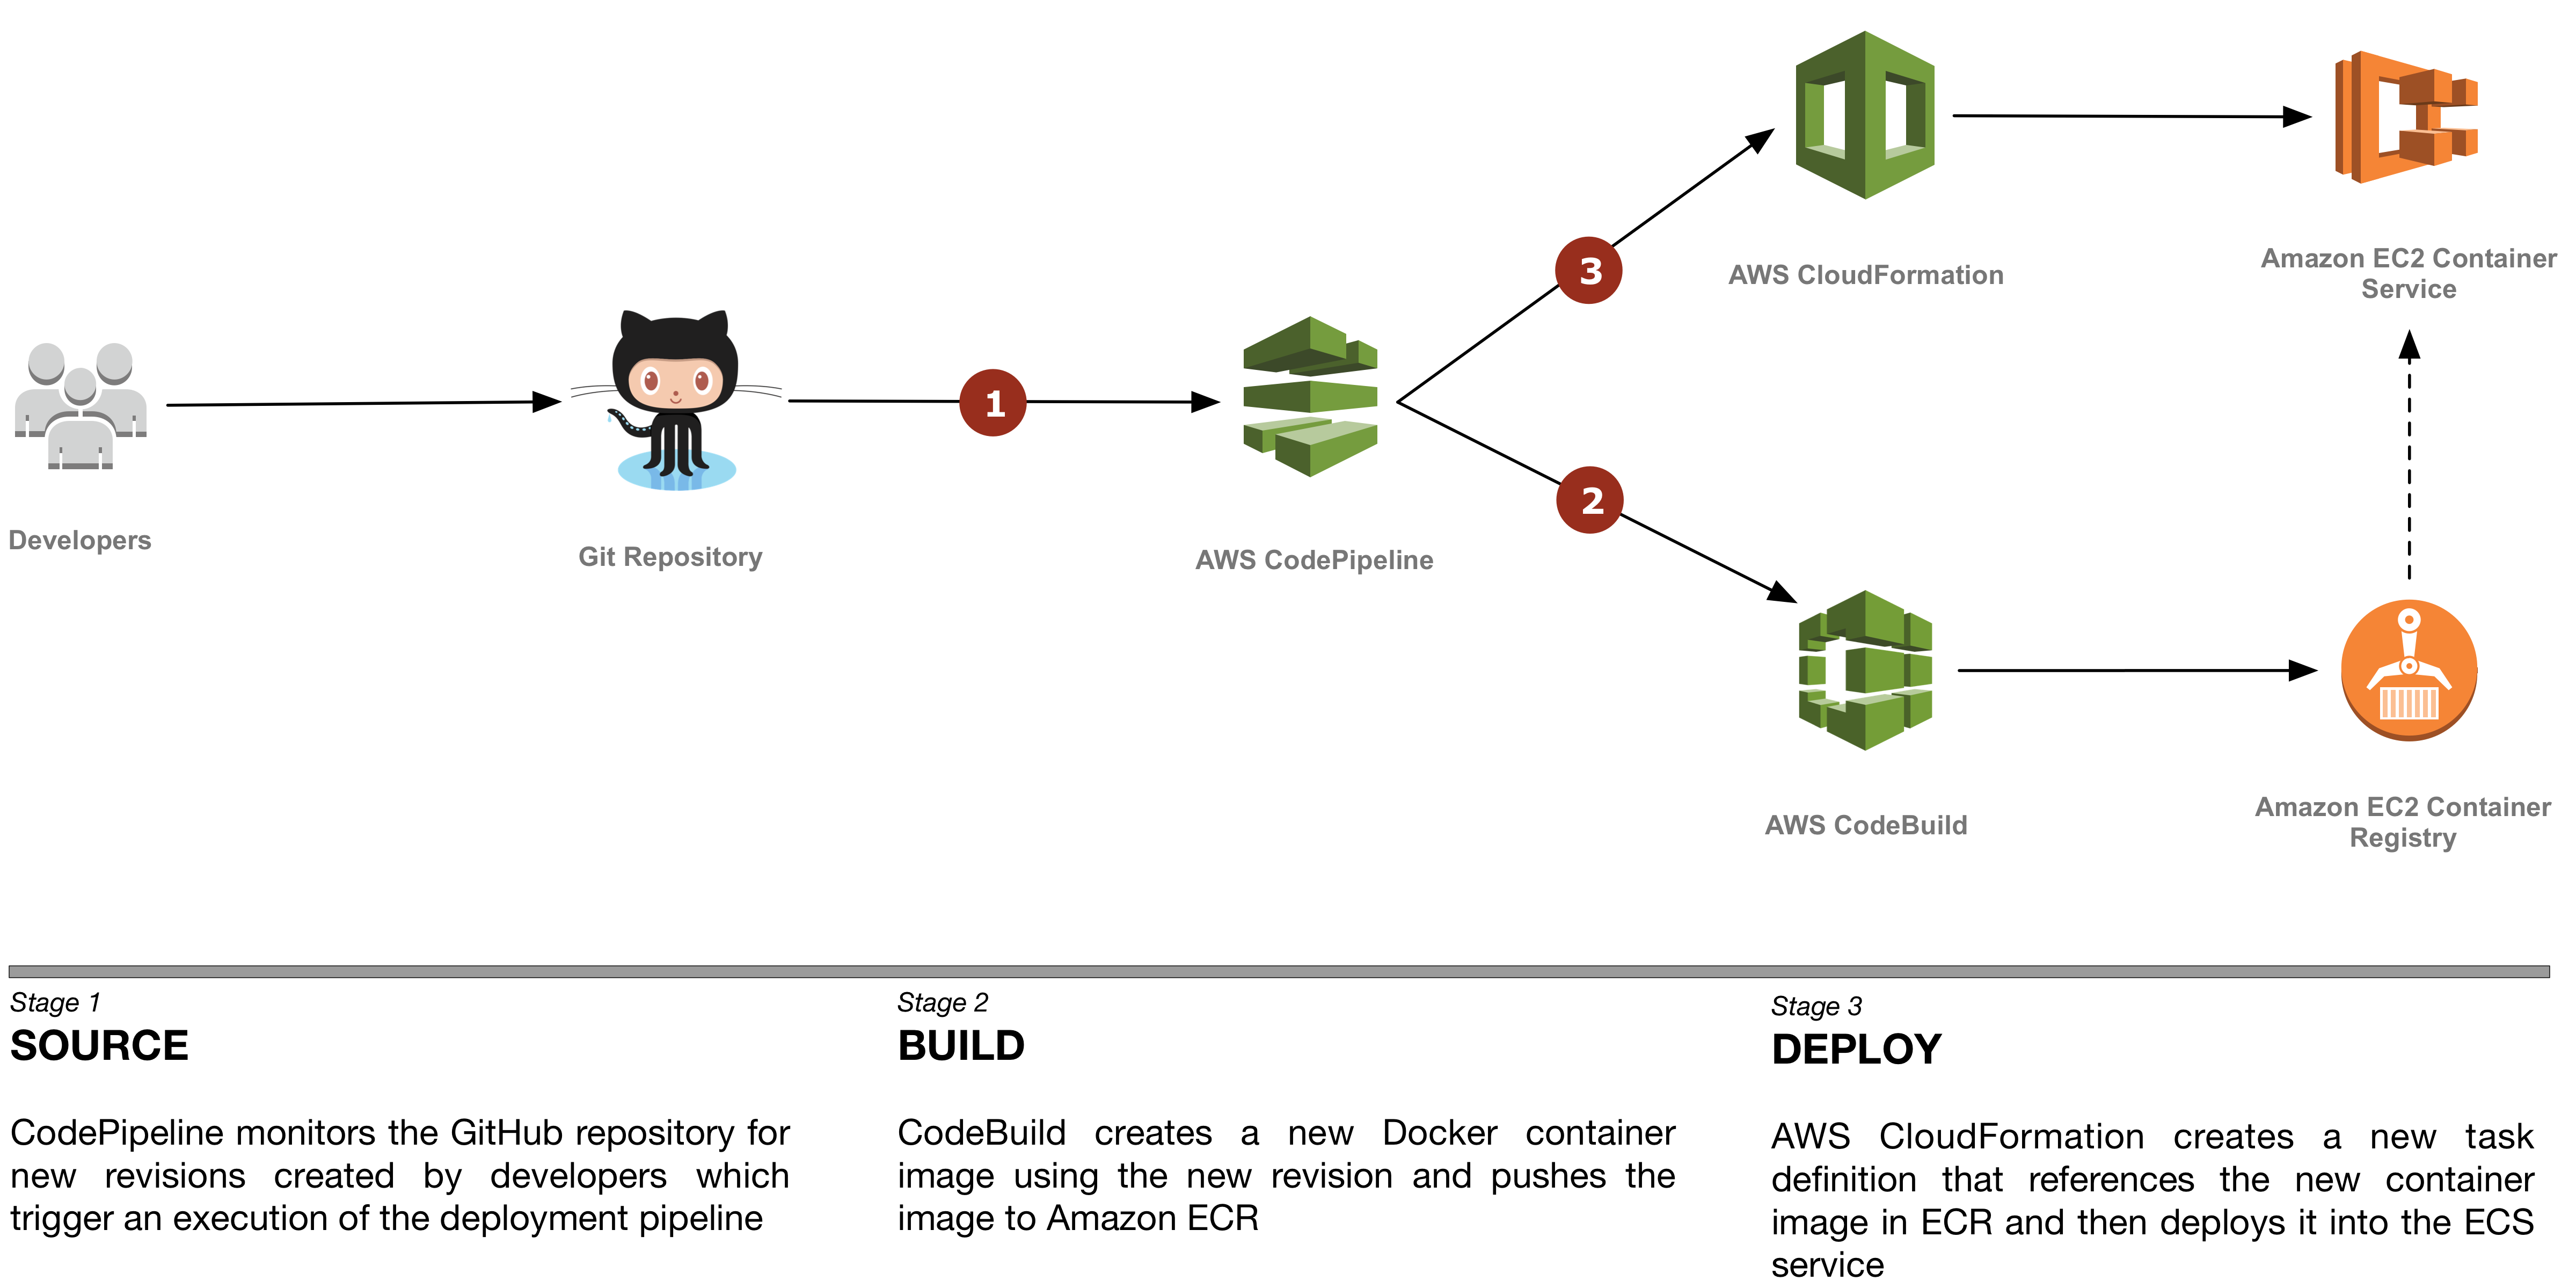 3
AWS CloudFormation
Amazon EC2 Container
Service
1
2
Developers
Git Repository
AWS CodePipeline
AWS CodeBuild
Amazon EC2 Container
Registry
Stage 1
SOURCE
CodePipeline monitors the GitHub repository for
new revisions created by developers which
trigger an execution of the deployment pipeline
Stage 2
BUILD
CodeBuild creates a new Docker container
image using the new revision and pushes the
image to Amazon ECR
Stage 3
DEPLOY
AWS CloudFormation creates a new task
definition that references the new container
image in ECR and then deploys it into the ECS
service